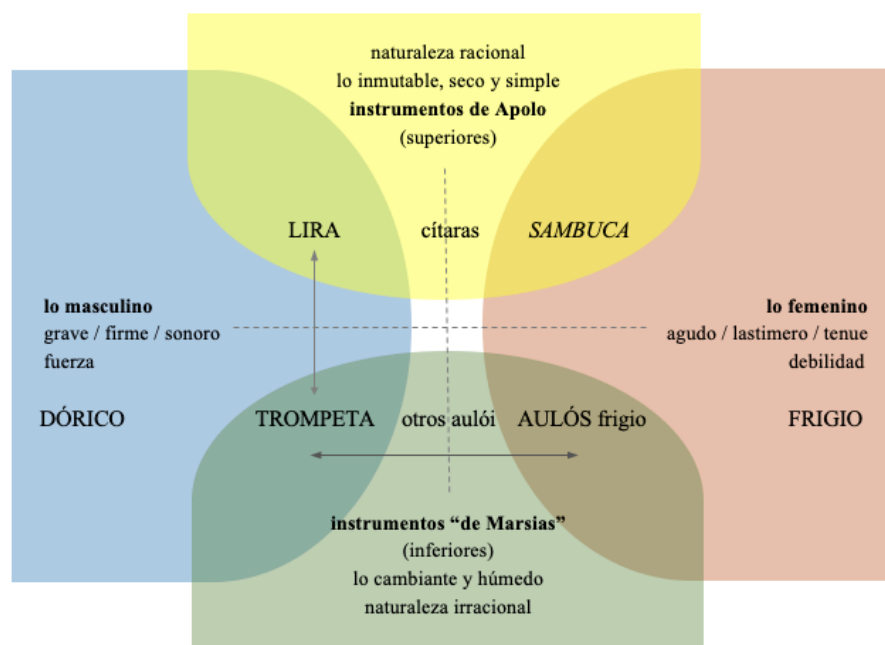 naturaleza racional
lo inmutable, seco y simple
instrumentos de Apolo
(superiores)
LIRA
cítaras
SAMBUCA
lo masculino
grave / firme / sonoro
fuerza
lo femenino
agudo / lastimero / tenue
debilidad
DÓRICO
TROMPETA
otros aulói
AULÓS frigio
FRIGIO
instrumentos “de Marsias”
(inferiores)
lo cambiante y húmedo
naturaleza irracional